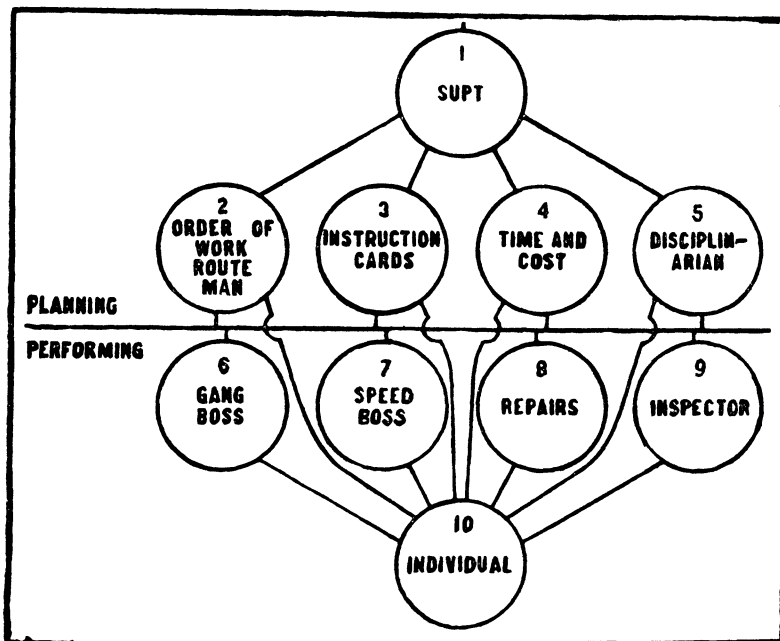 1
SUPT
2
ORDER OF
WORK
ROUTE
MAN
3
INSTRUCTION
CARDS
4
TIME AND
COST
5
DISCIPLIN-
ARIAN
PLANNING
PERFORMING
6
GANG
BOSS
7
SPEED
BOSS
8
REPAIRS
9
INSPECTOR
10
INDIVIDUAL